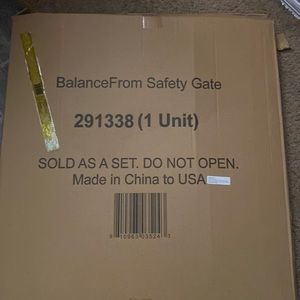 BalanceFrom Safety Gate
291338 (1 Unit)
SOLD AS A SET. DO NOT OPEN.
Made in China to USA